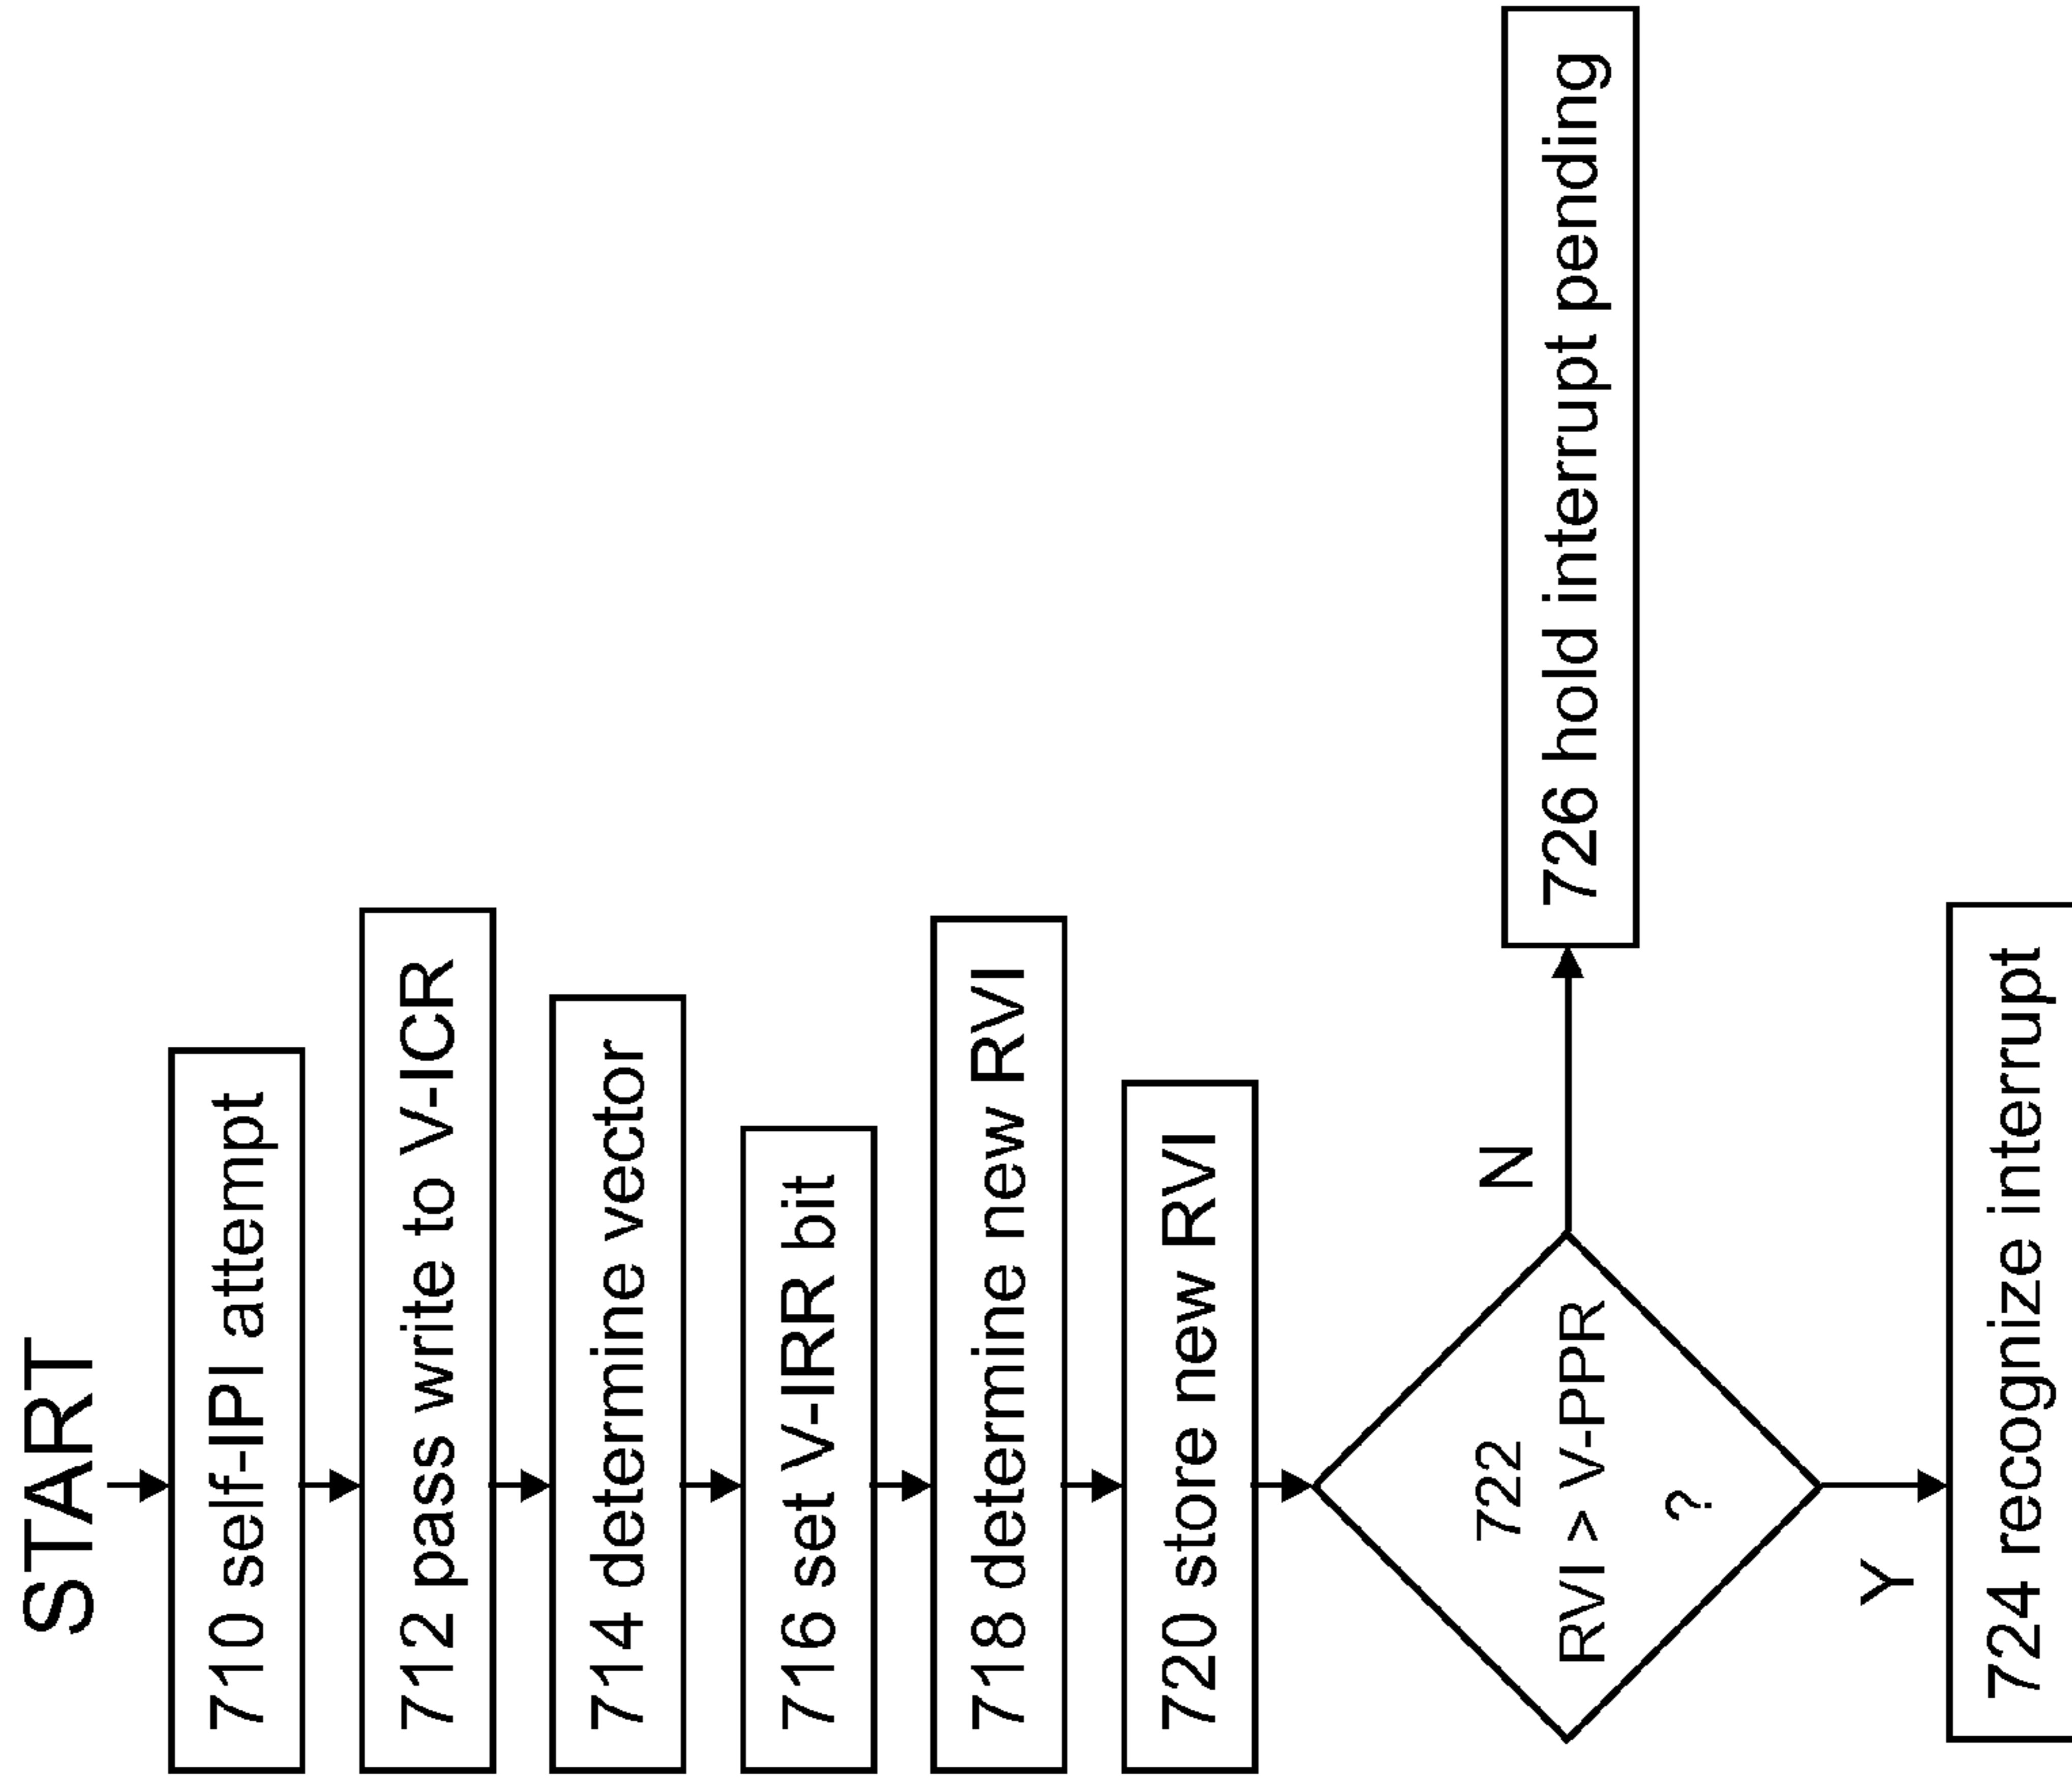 START
710 self-IPI attempt
712 pass write to V-ICR
714 determine vector
716 set V-IRR bit
718 determine new RVI
720 store new RVI
722
RVI > V-PPR
?
N
726 hold interrupt pending
Y
724 recognize interrupt